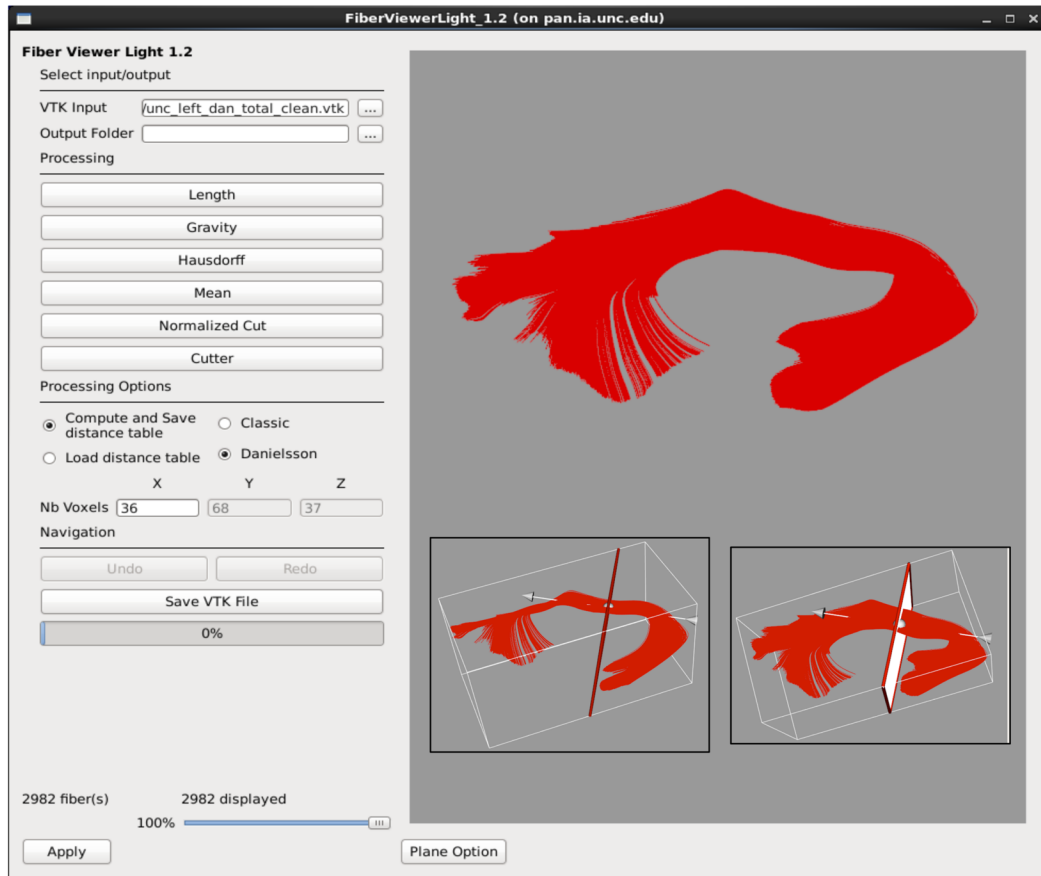 FiberViewerLight_1.2 (on pan.ia.unc.edu)
Fiber Viewer Light 1.2
Select input/output
VTK Input /unc_left_dan_total_clean.vtk ...
Output Folder ...
Processing
Length
Gravity
Hausdorff
Mean
Normalized Cut
Cutter
Processing Options
Compute and Save
distance table
Classic
Load distance table
Danielsson
X Y Z
Nb Voxels 36 68 37
Navigation
Undo Redo
Save VTK File
0%
2982 fiber(s) 2982 displayed
100%
Apply Plane Option